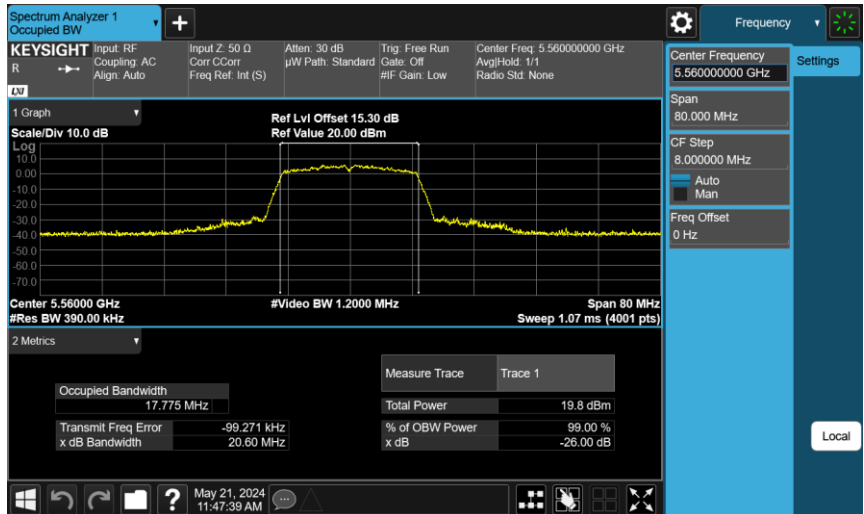 Spectrum Analyzer 1
Occupied BW
Frequency
KEYSIGHT
R
LXI
Input: RF
Coupling: AC
Align: Auto
Input Z: 50 Ω
Corr CCorr
Freq Ref: Int (S)
Atten: 30 dB
µW Path: Standard
Trig: Free Run
Gate: Off
#IF Gain: Low
Center Freq: 5.560000000 GHz
Avg|Hold: 1/1
Radio Std: None
Center Frequency
5.560000000 GHz
Settings
Span
80.000 MHz
CF Step
8.000000 MHz
Auto
Man
Freq Offset
0 Hz
Local
1 Graph
Scale/Div 10.0 dB
Ref Lvl Offset 15.30 dB
Ref Value 20.00 dBm
Log
10.0
0.00
-10.0
-20.0
-30.0
-40.0
-50.0
-60.0
-70.0
Center 5.56000 GHz
#Video BW 1.2000 MHz
Span 80 MHz
#Res BW 390.00 kHz
Sweep 1.07 ms (4001 pts)
2 Metrics
Measure Trace
Trace 1
Occupied Bandwidth
17.775 MHz
Total Power
19.8 dBm
Transmit Freq Error
-99.271 kHz
% of OBW Power
99.00 %
x dB Bandwidth
20.60 MHz
x dB
-26.00 dB
?
May 21, 2024
11:47:39 AM